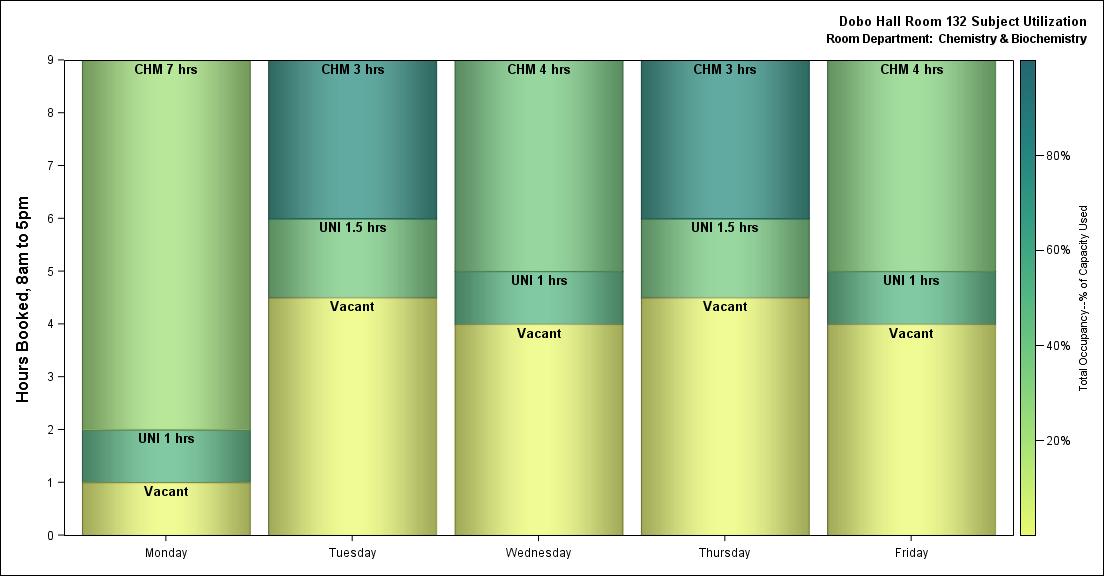 Dobo Hall Room 132 Subject Utilization
Room Department: Chemistry & Biochemistry
Hours Booked, 8am to 5pm
9
8
7
6
5
4
3
2
1
0
CHM 7 hrs
UNI 1 hrs
Vacant
CHM 3 hrs
UNI 1.5 hrs
Vacant
CHM 4 hrs
UNI 1 hrs
Vacant
CHM 3 hrs
UNI 1.5 hrs
Vacant
CHM 4 hrs
UNI 1 hrs
Vacant
Monday
Tuesday
Wednesday
Thursday
Friday
80%
60%
40%
20%
Total Occupancy--% of Capacity Used